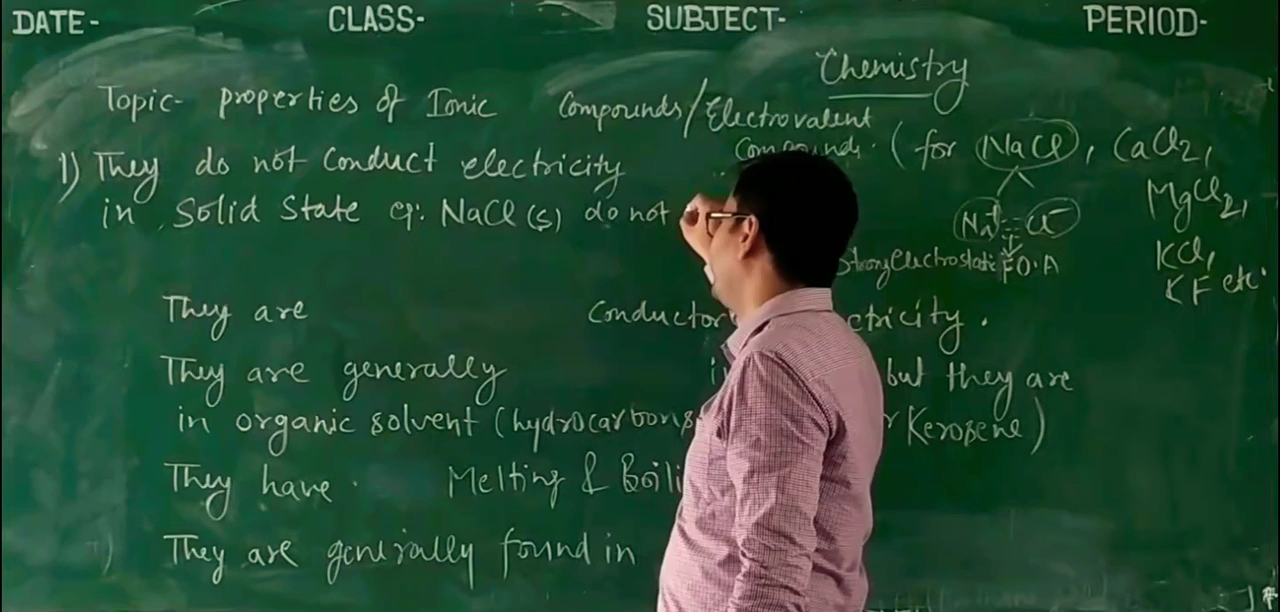 DATE- CLASS- SUBJECT- PERIOD-
Chemistry
Topic- properties of Ionic Compounds/Electrovalent
Compounds. (for NaCl, CaCl2,
MgCl2,
KCl,
KF etc.
Na+ Cl-
Strong electrostatic F.O.A
1) They do not conduct electricity
in solid state eg: NaCl(s) do not
They are conductor ctricity.
They are generally but they are
in organic solvent (hydrocarbons Kerosene)
They have Melting & Boili
They are generally found in